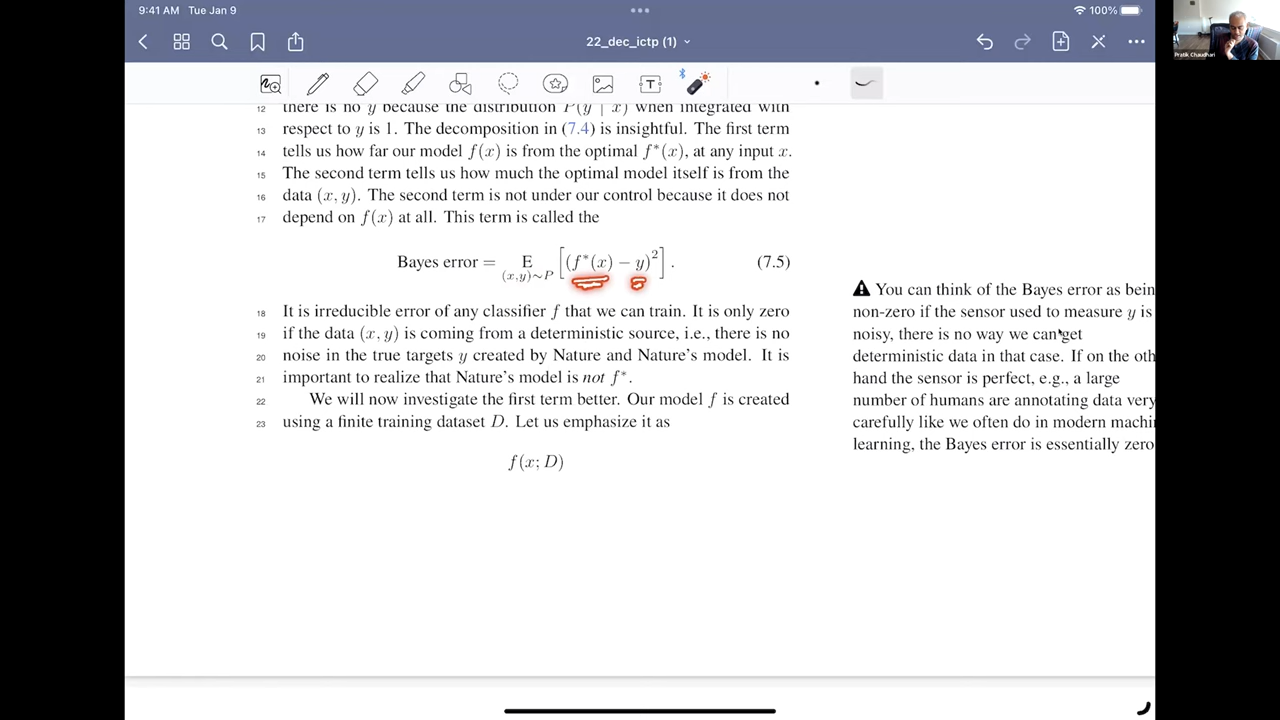 9:41 AM Tue Jan 9
100%
Pratik Chaudhari
22_dec_ictp (1)
12 there is no y because the distribution P(y | x) when integrated with
13 respect to y is 1. The decomposition in (7.4) is insightful. The first term
14 tells us how far our model f(x) is from the optimal f*(x), at any input x.
15 The second term tells us how much the optimal model itself is from the
16 data (x, y). The second term is not under our control because it does not
17 depend on f(x) at all. This term is called the
Bayes error = E (x,y)∼P [(f*(x) − y)²]. (7.5)
18 It is irreducible error of any classifier f that we can train. It is only zero
19 if the data (x, y) is coming from a deterministic source, i.e., there is no
20 noise in the true targets y created by Nature and Nature's model. It is
21 important to realize that Nature's model is not f*.
22 We will now investigate the first term better. Our model f is created
23 using a finite training dataset D. Let us emphasize it as
f(x; D)
You can think of the Bayes error as bein
non-zero if the sensor used to measure y is
noisy, there is no way we can get
deterministic data in that case. If on the oth
hand the sensor is perfect, e.g., a large
number of humans are annotating data very
carefully like we often do in modern machi
learning, the Bayes error is essentially zero